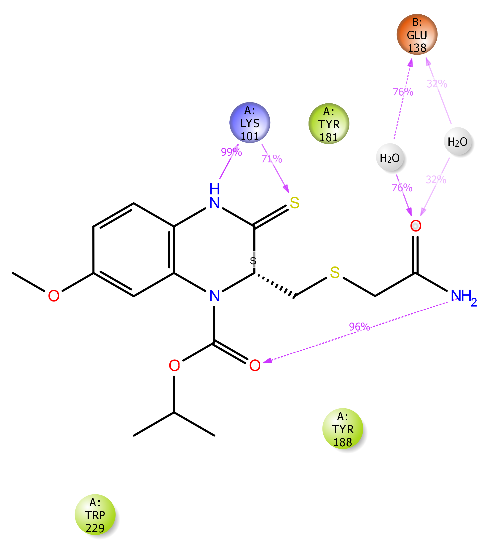 B:
GLU
138
76%
32%
A:
LYS
101
A:
TYR
181
H₂O
H₂O
99%
71%
76%
32%
H
N
S
O
S
S
O
N
NH₂
96%
O
O
A:
TYR
188
A:
TRP
229